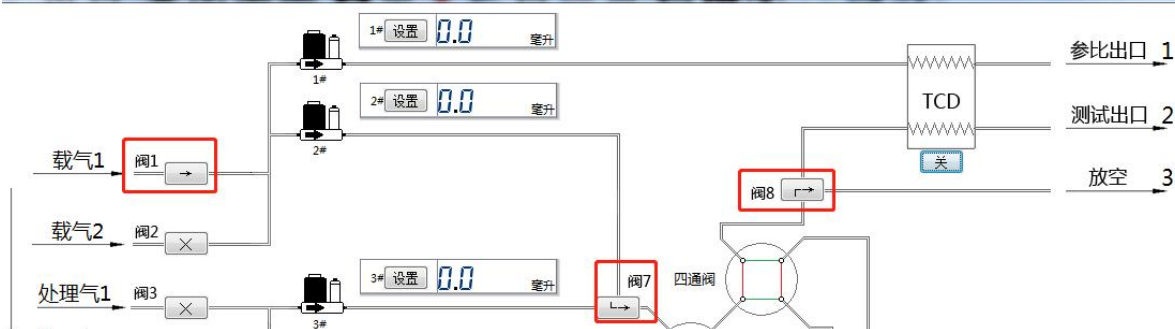 1# 设置 0.0 毫升
参比出口 1
1#
2# 设置 0.0 毫升
TCD
测试出口 2
2#
关
载气1 阀1 →
放空 3
阀8
载气2 阀2
3# 设置 0.0 毫升
阀7
四通阀
处理气1 阀3
3#